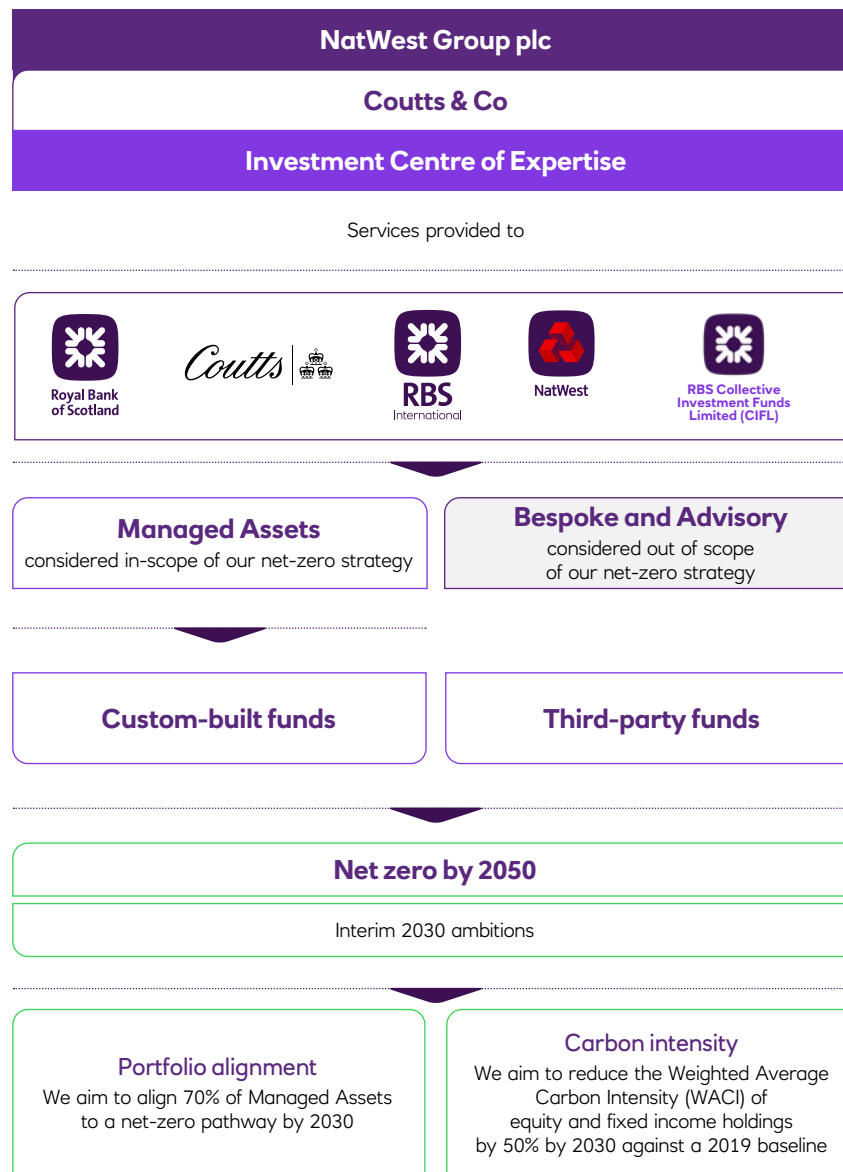 NatWest Group plc
Coutts & Co
Investment Centre of Expertise
Services provided to
Royal Bank
of Scotland
Coutts
RBS
International
NatWest
RBS Collective
Investment Funds
Limited (CIFL)
Managed Assets
considered in-scope of our net-zero strategy
Bespoke and Advisory
considered out of scope
of our net-zero strategy
Custom-built funds
Third-party funds
Net zero by 2050
Interim 2030 ambitions
Portfolio alignment
We aim to align 70% of Managed Assets
to a net-zero pathway by 2030
Carbon intensity
We aim to reduce the Weighted Average
Carbon Intensity (WACI) of
equity and fixed income holdings
by 50% by 2030 against a 2019 baseline